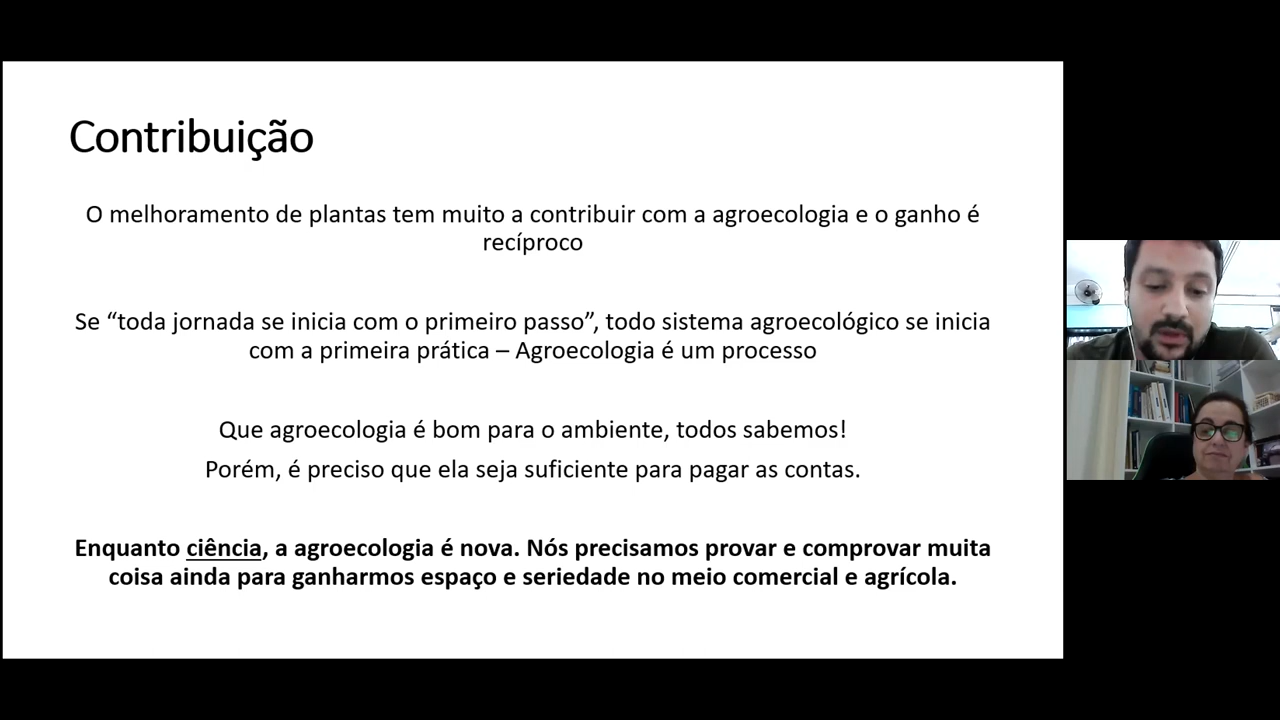 Contribuição
O melhoramento de plantas tem muito a contribuir com a agroecologia e o ganho é
recíproco
Se “toda jornada se inicia com o primeiro passo”, todo sistema agroecológico se inicia
com a primeira prática – Agroecologia é um processo
Que agroecologia é bom para o ambiente, todos sabemos!
Porém, é preciso que ela seja suficiente para pagar as contas.
Enquanto ciência, a agroecologia é nova. Nós precisamos provar e comprovar muita
coisa ainda para ganharmos espaço e seriedade no meio comercial e agrícola.